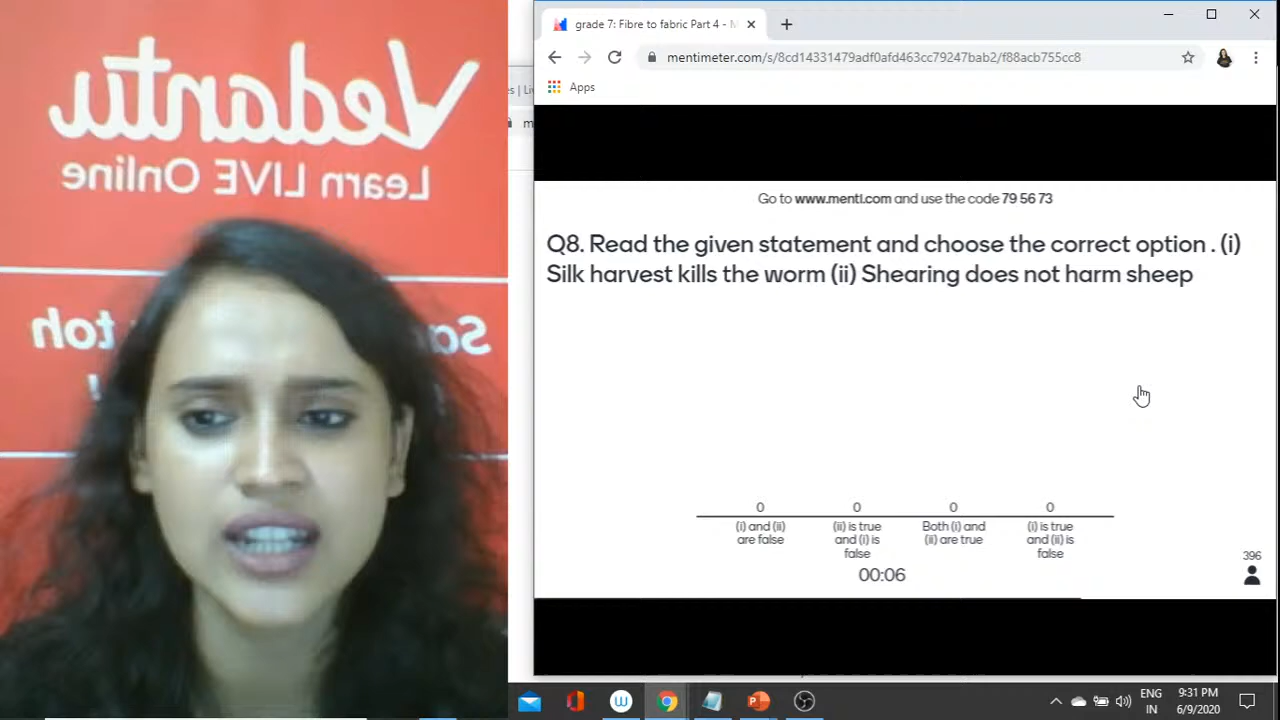 Vedantu
Learn LIVE Online
toh
grade 7: Fibre to fabric Part 4 - M
mentimeter.com/s/8cd14331479adf0afd463cc79247bab2/f88acb755cc8
Apps
Go to www.menti.com and use the code 79 56 73
Q8. Read the given statement and choose the correct option . (i)
Silk harvest kills the worm (ii) Shearing does not harm sheep
0 0 0 0
(i) and (ii) (ii) is true Both (i) and (i) is true
are false and (i) is (ii) are true and (ii) is
false false
00:06
396
ENG 9:31 PM
IN 6/9/2020